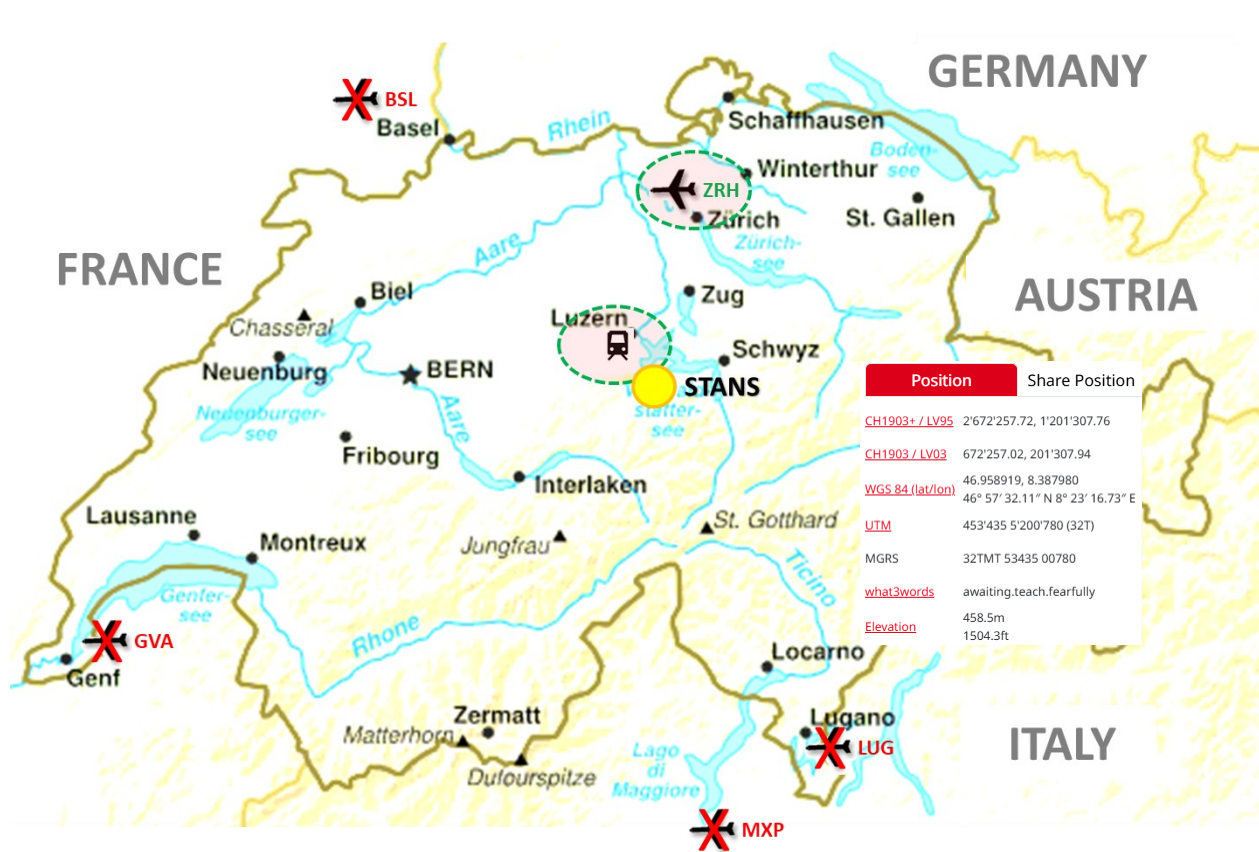 GERMANY
BSL
Basel
Rhein
Schaffhausen
Boden-
see
Winterthur
ZRH
Zürich
St. Gallen
Zürich-
see
Aare
FRANCE
AUSTRIA
Biel
Zug
Chasseral
Luzern
Neuenburg
BERN
Schwyz
STANS
Neuenburger-
see
Aare
stätter-
see
Fribourg
Interlaken
Position
Share Position
CH1903+ / LV95 2'672'257.72, 1'201'307.76
CH1903 / LV03 672'257.02, 201'307.94
WGS 84 (lat/lon) 46.958919, 8.387980
46° 57′ 32.11″ N 8° 23′ 16.73″ E
UTM 453'435 5'200'780 (32T)
MGRS 32TMT 53435 00780
what3words awaiting.teach.fearfully
Elevation 458.5m
1504.3ft
Lausanne
Montreux
Jungfrau
St. Gotthard
Ticino
Genfer-
see
GVA
Genf
Rhone
Locarno
Zermatt
Matterhorn
Dufourspitze
Lugano
LUG
Lago
di
Maggiore
ITALY
MXP